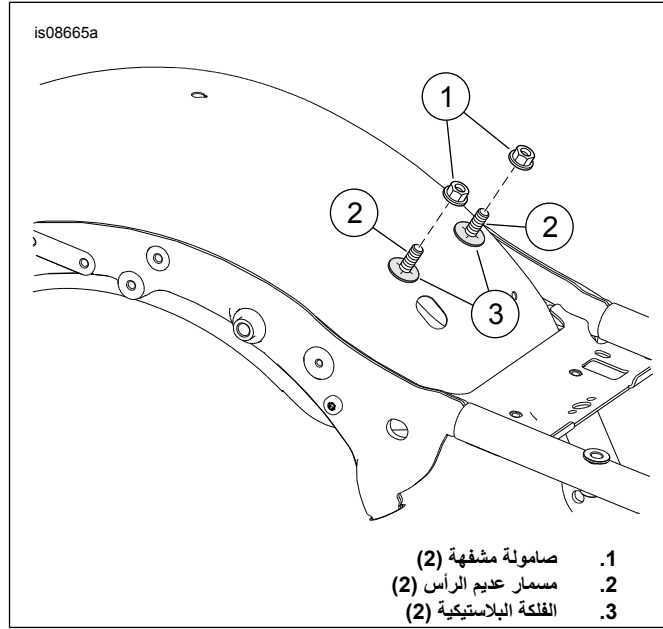 is08665a
1
2
2
3
1. صامولة مشفهة (2)
2. مسمار عديم الرأس (2)
3. الفلكة البلاستيكية (2)